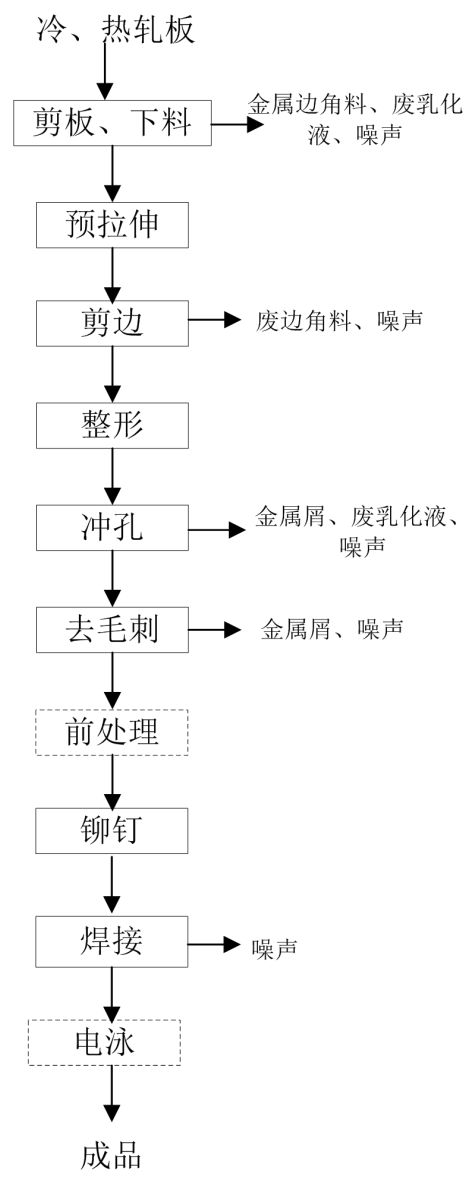 冷、热轧板
剪板、下料
金属边角料、废乳化
液、噪声
预拉伸
剪边
废边角料、噪声
整形
冲孔
金属屑、废乳化液、
噪声
去毛刺
金属屑、噪声
前处理
铆钉
焊接
噪声
电泳
成品